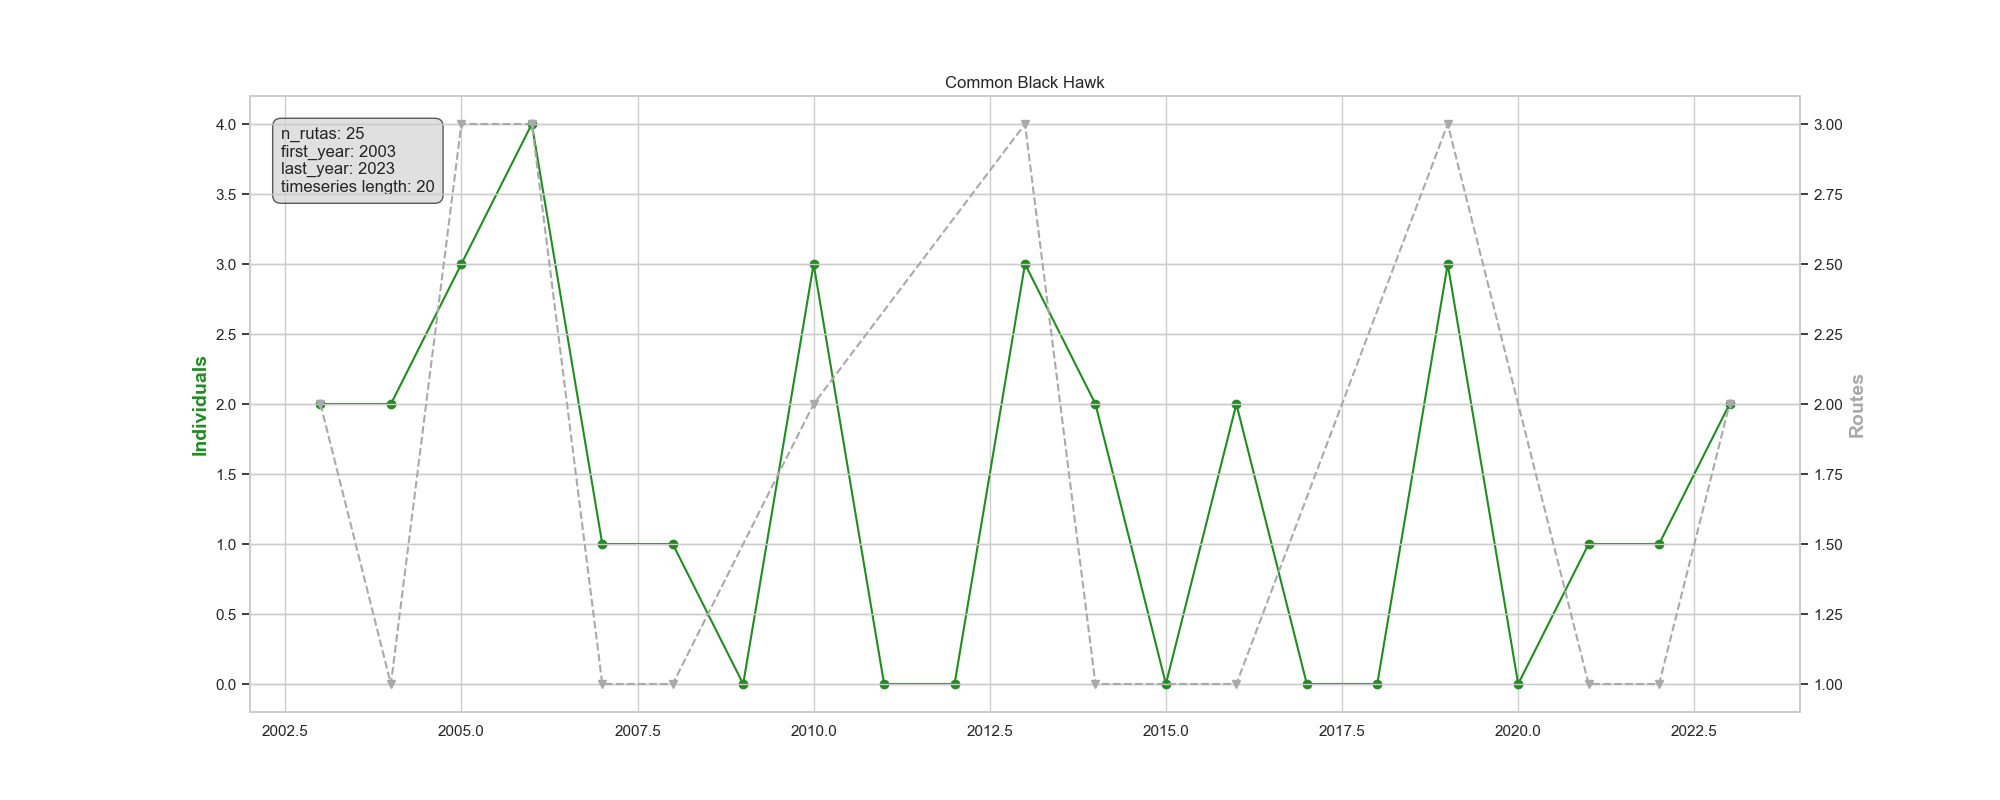 Common Black Hawk
n_rutas: 25
first_year: 2003
last_year: 2023
timeseries length: 20
4.0
3.5
3.0
2.5
2.0
1.5
1.0
0.5
0.0
Individuals
3.00
2.75
2.50
2.25
2.00
1.75
1.50
1.25
1.00
Routes
2002.5 2005.0 2007.5 2010.0 2012.5 2015.0 2017.5 2020.0 2022.5